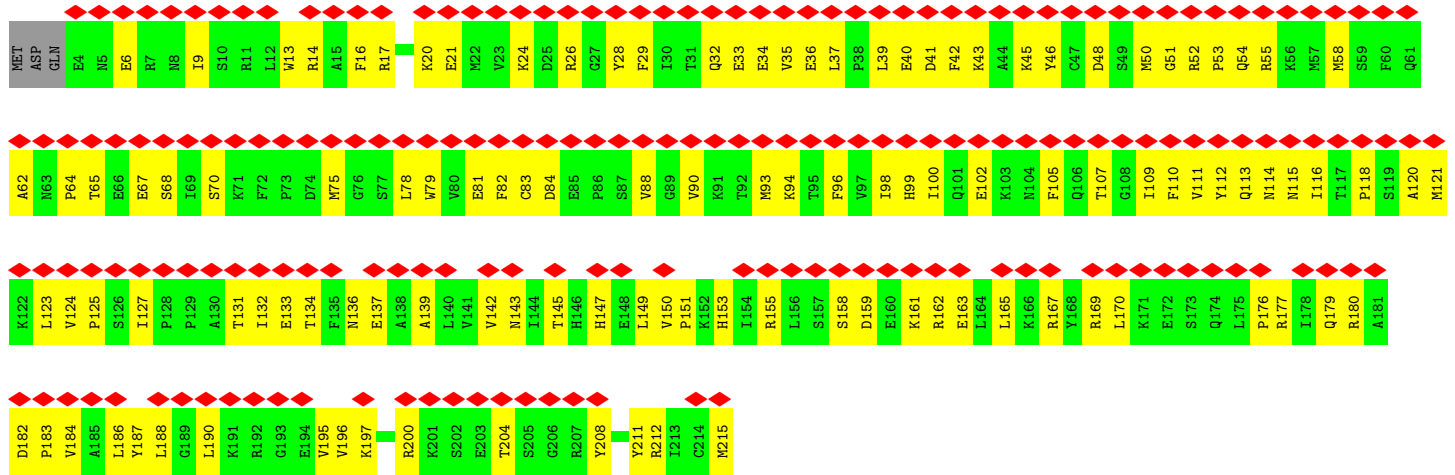 MET ASP GLN E4 N5 E6 R7 N8 I9 S10 R11 L12 W13 R14 A15 F16 R17 K20 E21 M22 V23 K24 D25 R26 G27 Y28 F29 I30 T31 Q32 E33 E34 V35 E36 L37 P38 L39 E40 D41 F42 K43 A44 K45 Y46 C47 D48 S49 M50 G51 R52 P53 Q54 R55 K56 M57 M58 S59 F60 Q61
A62 N63 P64 T65 E66 E67 S68 I69 S70 K71 F72 P73 D74 M75 G76 S77 L78 W79 V80 E81 F82 C83 D84 E85 P86 S87 V88 G89 V90 K91 T92 M93 K94 T95 F96 V97 I98 H99 I100 Q101 E102 K103 N104 F105 Q106 T107 G108 I109 F110 V111 Y112 Q113 N114 N115 I116 T117 P118 S119 A120 M121
K122 L123 V124 P125 S126 I127 P128 P129 A130 T131 I132 E133 T134 F135 N136 E137 A138 A139 L140 V141 V142 N143 I144 T145 H146 H147 E148 L149 V150 P151 K152 H153 I154 R155 L156 S157 S158 D159 E160 K161 R162 E163 L164 L165 K166 R167 Y168 R169 L170 K171 E172 S173 Q174 L175 P176 R177 I178 Q179 R180 A181
D182 P183 V184 A185 L186 Y187 L188 G189 L190 K191 R192 G193 E194 V195 V196 K197 R200 K201 S202 E203 T204 S205 G206 R207 Y208 Y211 R212 I213 C214 M215